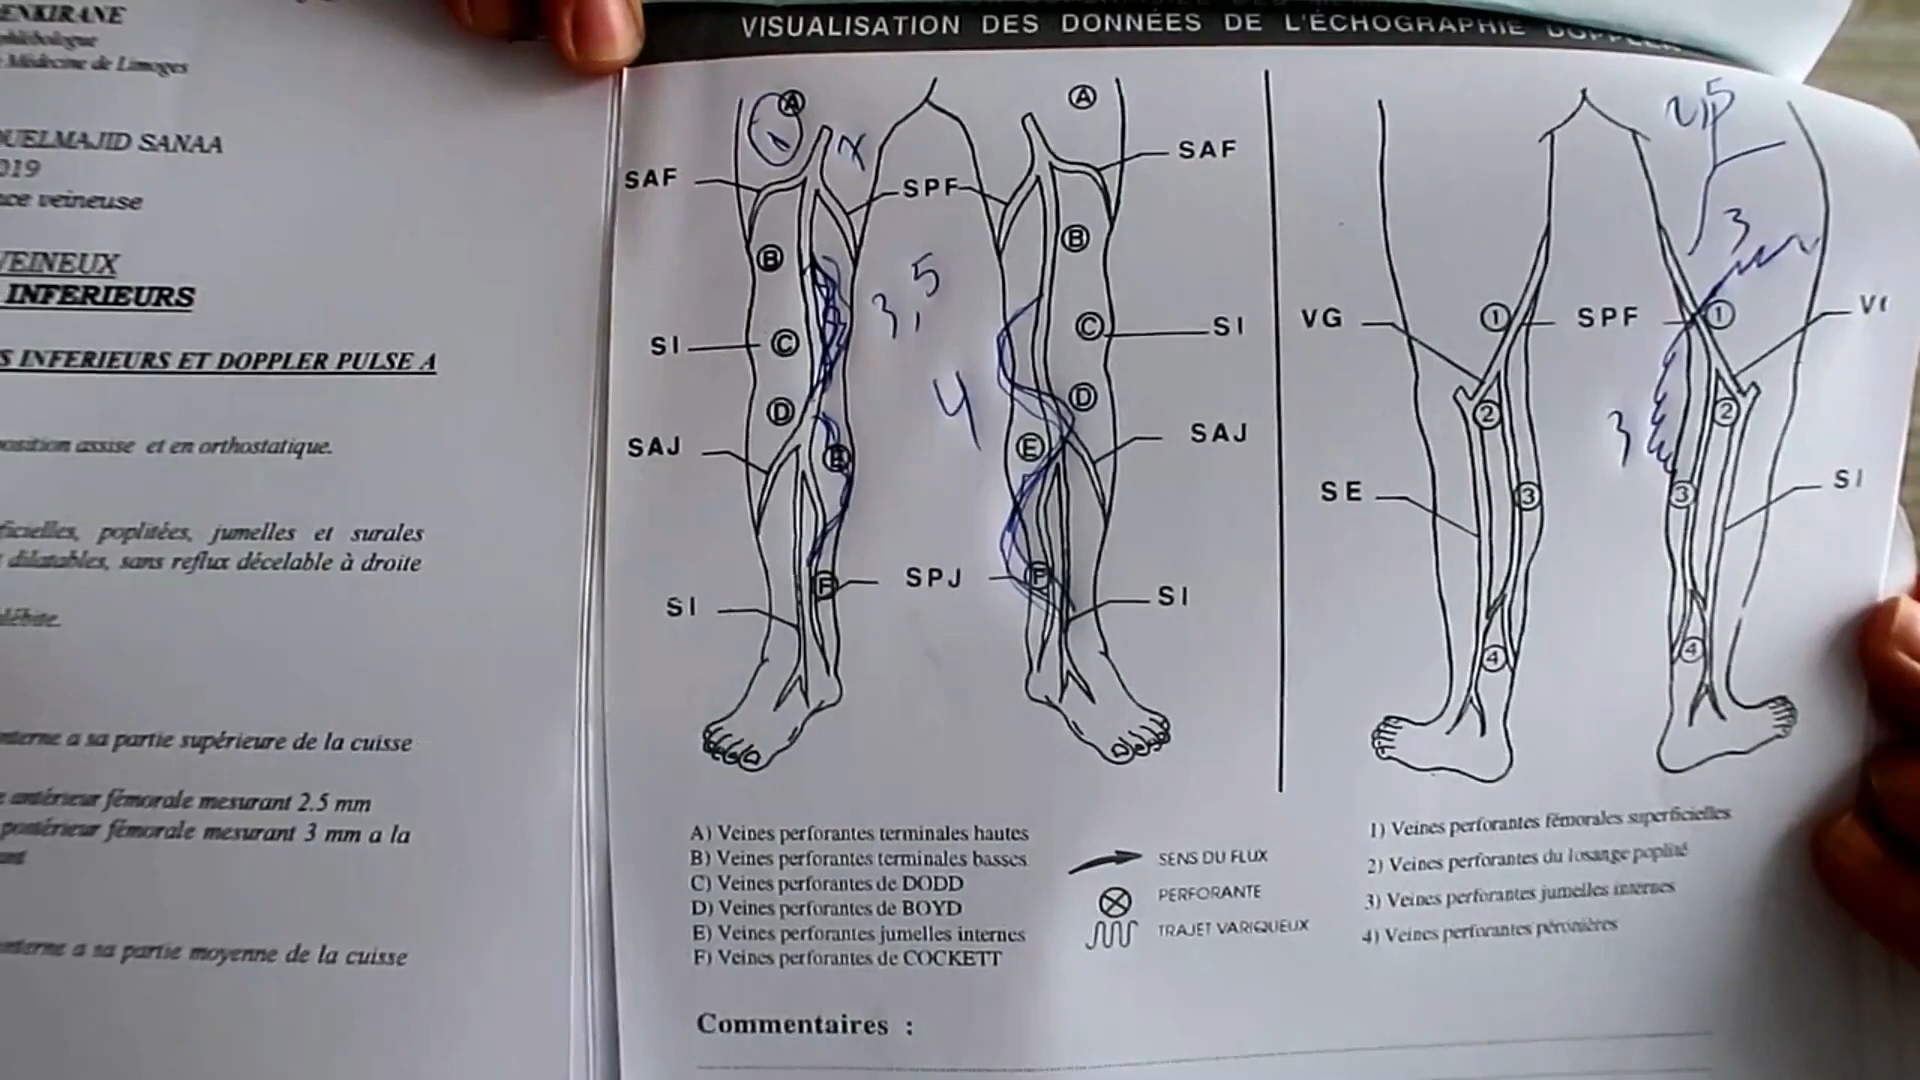 ENKIRANE
phlébologue
Médecine de Limoges
OUELMAJID SANAA
019
nce veineuse
VEINEUX
INFERIEURS
S INFERIEURS ET DOPPLER PULSE A
position assise et en orthostatique.
ficielles, poplitées, jumelles et surales
dilatables, sans reflux décelable à droite
débite.
interne a sa partie supérieure de la cuisse
antérieur fémorale mesurant 2.5 mm
postérieur fémorale mesurant 3 mm a la
interne a sa partie moyenne de la cuisse
VISUALISATION DES DONNÉES DE L'ÉCHOGRAPHIE DOPPLER
A
A
SAF
SPF
SAF
B
B
3,5
SI
C
C
SI
4
D
D
SAJ
E
E
SAJ
F
SPJ
F
SI
SI
3
VG
1
SPF
1
2
2
3
SE
3
3
SI
4
4
A) Veines perforantes terminales hautes
B) Veines perforantes terminales basses
C) Veines perforantes de DODD
D) Veines perforantes de BOYD
E) Veines perforantes jumelles internes
F) Veines perforantes de COCKETT
SENS DU FLUX
PERFORANTE
TRAJET VARIQUEUX
1) Veines perforantes fémorales superficielles
2) Veines perforantes du losange poplité
3) Veines perforantes jumelles internes
4) Veines perforantes péronières
Commentaires :